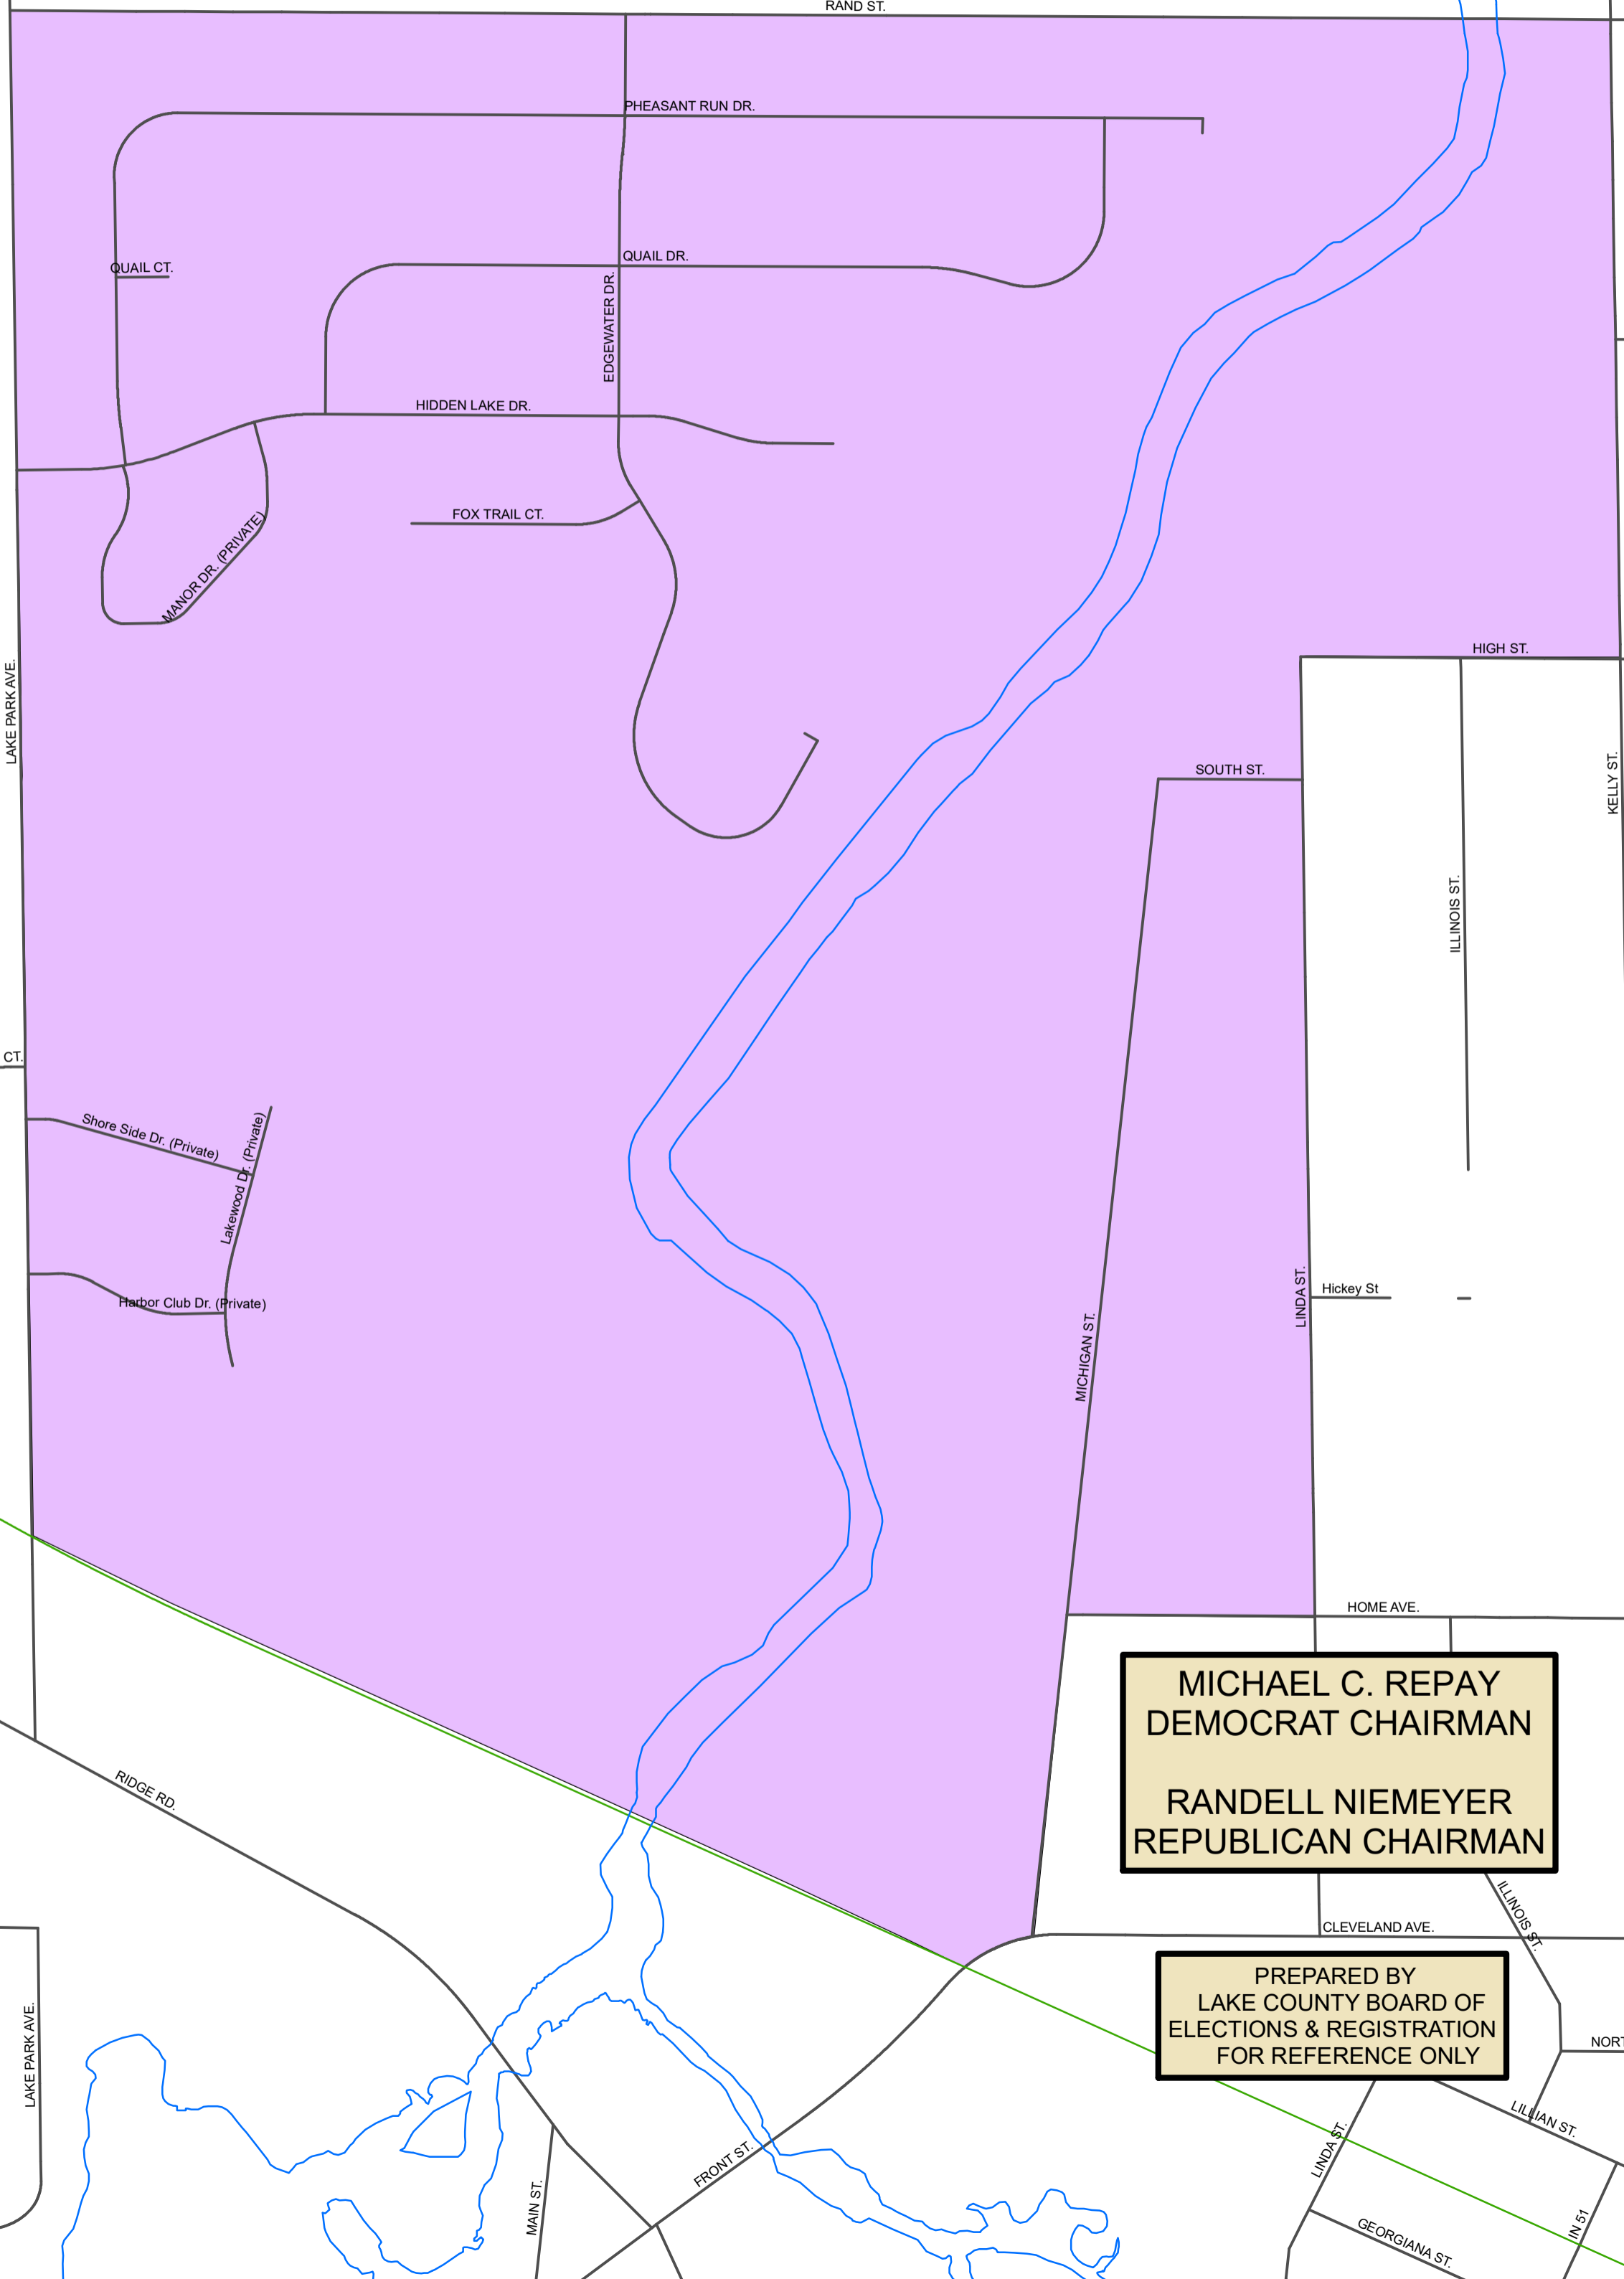 RAND ST.
PHEASANT RUN DR.
QUAIL DR.
QUAIL CT.
EDGEWATER DR.
HIDDEN LAKE DR.
FOX TRAIL CT.
MANOR DR. (PRIVATE)
HIGH ST.
LAKE PARK AVE.
SOUTH ST.
KELLY ST.
ILLINOIS ST.
CT.
Shore Side Dr. (Private)
Lakewood Dr. (Private)
Harbor Club Dr. (Private)
LINDA ST.
Hickey St
MICHIGAN ST.
HOME AVE.
MICHAEL C. REPAY
DEMOCRAT CHAIRMAN
RANDELL NIEMEYER
REPUBLICAN CHAIRMAN
RIDGE RD.
ILLINOIS ST.
CLEVELAND AVE.
PREPARED BY
LAKE COUNTY BOARD OF
ELECTIONS & REGISTRATION
FOR REFERENCE ONLY
LAKE PARK AVE.
NORT
LILLIAN ST.
LINDA ST.
FRONT ST.
MAIN ST.
IN 51
GEORGIANA ST.